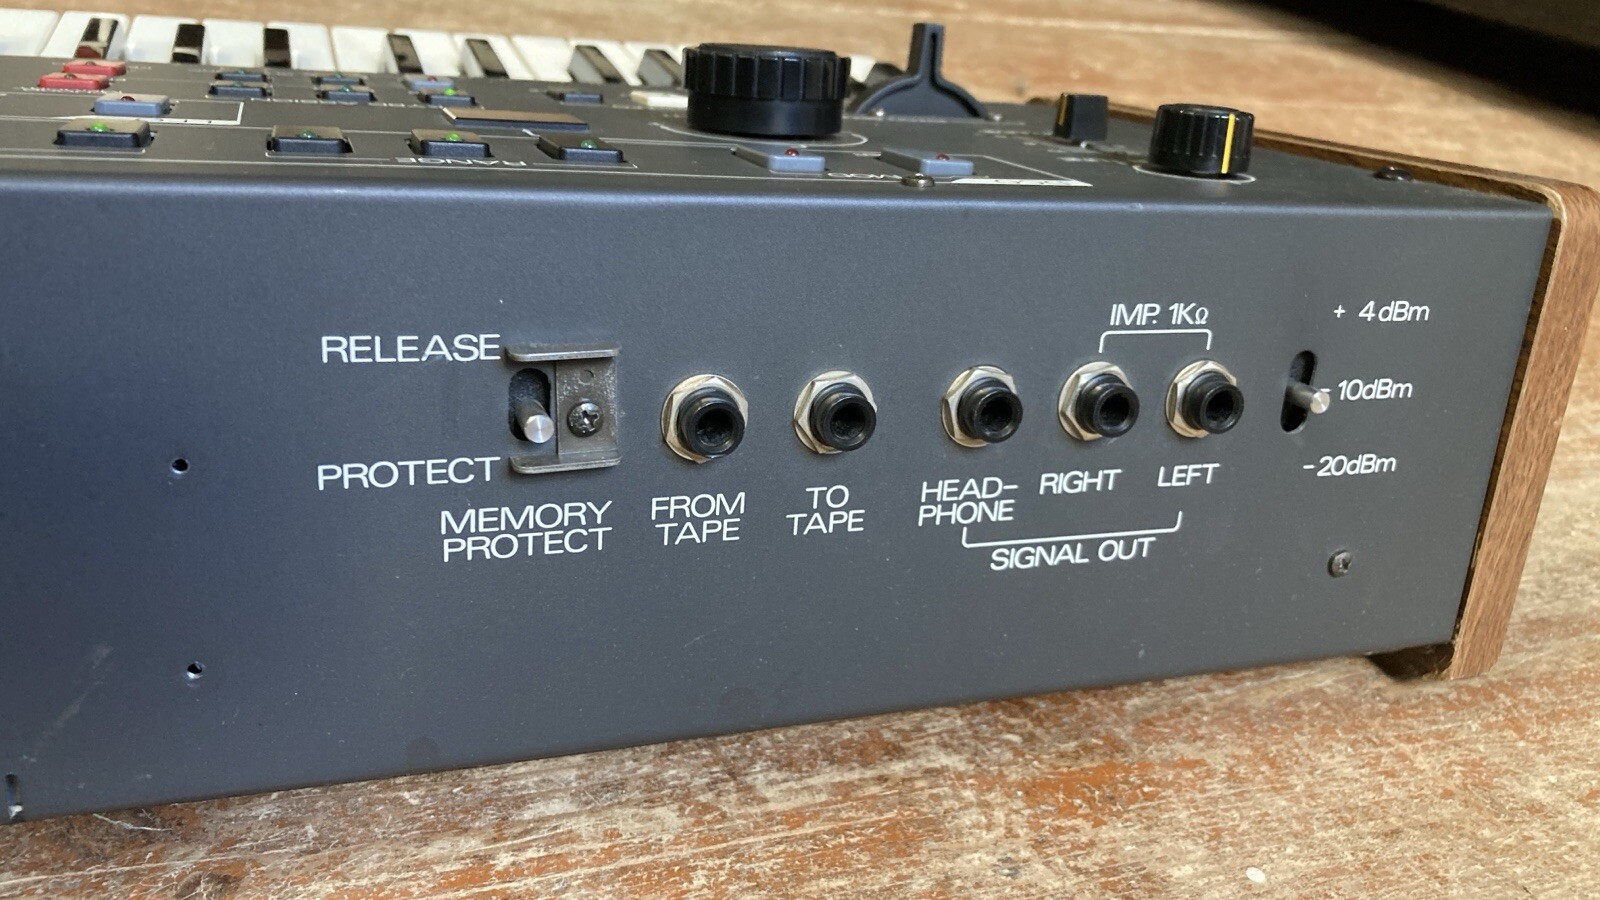 RANGE
RELEASE
PROTECT
MEMORY
PROTECT
FROM
TAPE
TO
TAPE
HEAD-
PHONE
RIGHT
LEFT
SIGNAL OUT
IMP. 1KΩ
+ 4dBm
-10dBm
-20dBm